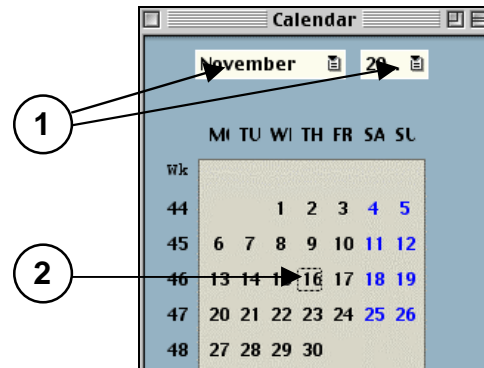 Calendar
November 20
1
MO TU WE TH FR SA SU
Wk
44 1 2 3 4 5
45 6 7 8 9 10 11 12
2
46 13 14 15 16 17 18 19
47 20 21 22 23 24 25 26
48 27 28 29 30